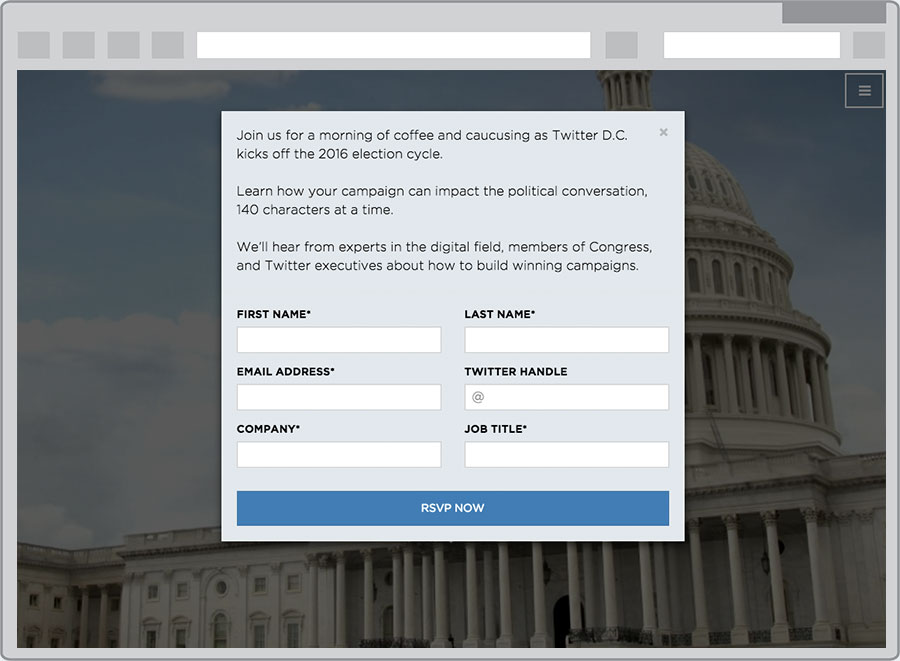 Join us for a morning of coffee and caucusing as Twitter D.C.
kicks off the 2016 election cycle.
Learn how your campaign can impact the political conversation,
140 characters at a time.
We'll hear from experts in the digital field, members of Congress,
and Twitter executives about how to build winning campaigns.
FIRST NAME*
LAST NAME*
EMAIL ADDRESS*
TWITTER HANDLE
@
COMPANY*
JOB TITLE*
RSVP NOW